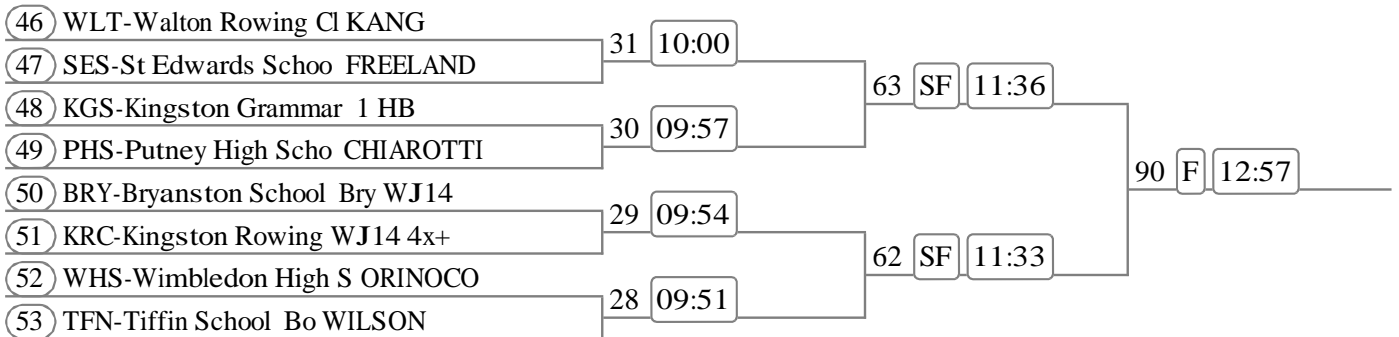 46 WLT-Walton Rowing Cl KANG
31 10:00
47 SES-St Edwards Schoo FREELAND
63 SF 11:36
48 KGS-Kingston Grammar 1 HB
30 09:57
49 PHS-Putney High Scho CHIAROTTI
90 F 12:57
50 BRY-Bryanston School Bry WJ14
29 09:54
51 KRC-Kingston Rowing WJ14 4x+
62 SF 11:33
52 WHS-Wimbledon High S ORINOCO
28 09:51
53 TFN-Tiffin School Bo WILSON